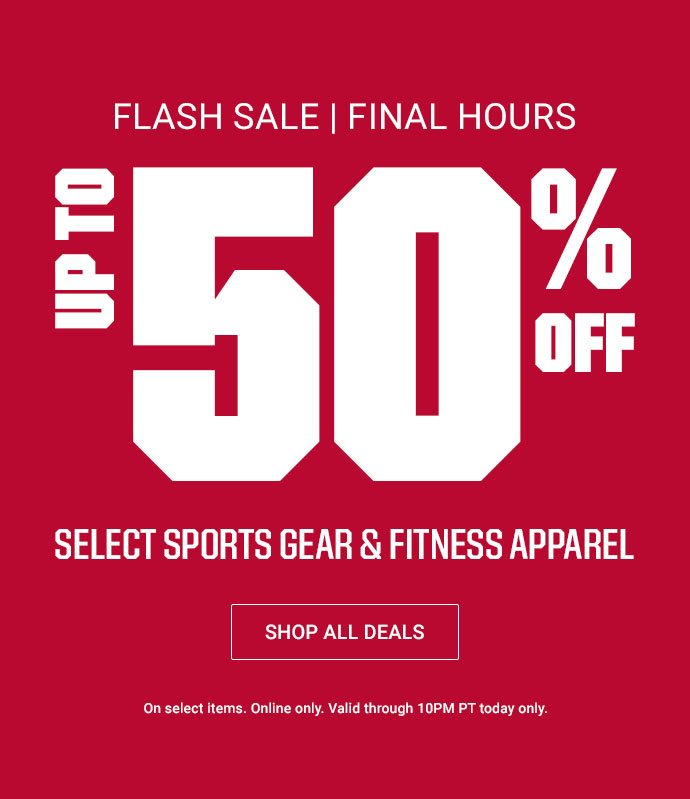 FLASH SALE | FINAL HOURS
UP TO
50%
OFF
SELECT SPORTS GEAR & FITNESS APPAREL
SHOP ALL DEALS
On select items. Online only. Valid through 10PM PT today only.